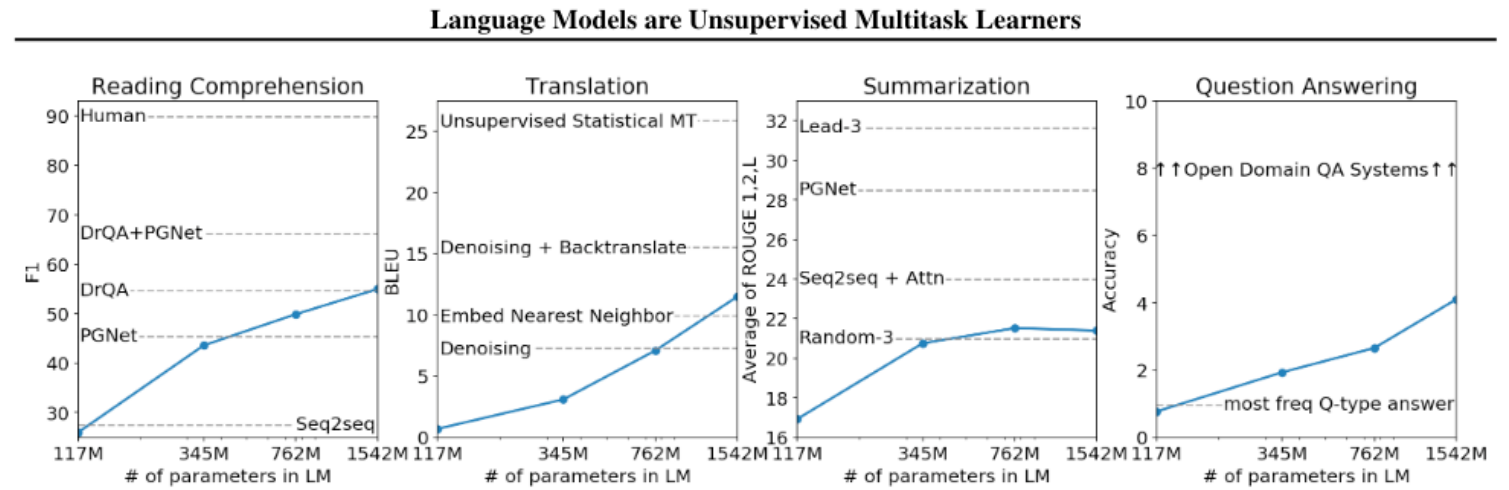 Language Models are Unsupervised Multitask Learners
Reading Comprehension
F1
90
80
70
60
50
40
30
Human
DrQA+PGNet
DrQA
PGNet
Seq2seq
117M
345M
762M
1542M
# of parameters in LM
Translation
BLEU
25
20
15
10
5
0
Unsupervised Statistical MT
Denoising + Backtranslate
Embed Nearest Neighbor
Denoising
117M
345M
762M
1542M
# of parameters in LM
Summarization
Average of ROUGE 1,2,L
32
30
28
26
24
22
20
18
16
Lead-3
PGNet
Seq2seq + Attn
Random-3
117M
345M
762M
1542M
# of parameters in LM
Question Answering
Accuracy
10
8
6
4
2
0
↑↑Open Domain QA Systems↑↑
most freq Q-type answer
117M
345M
762M
1542M
# of parameters in LM